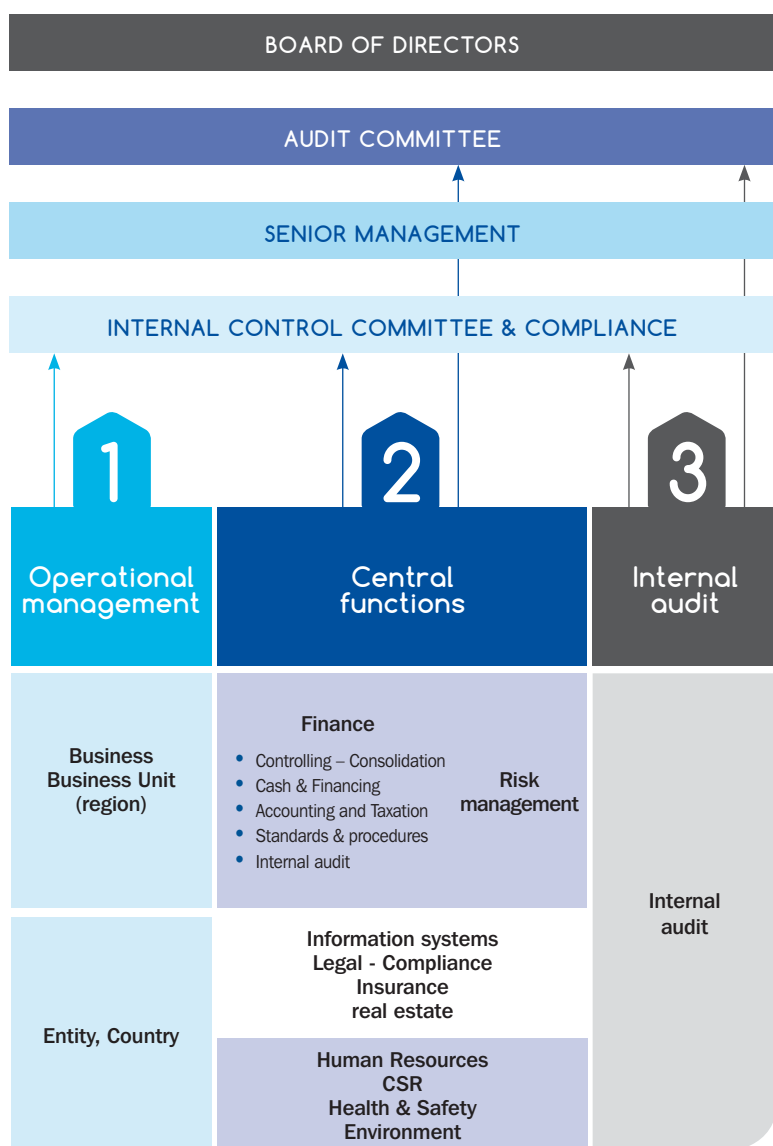 BOARD OF DIRECTORS
AUDIT COMMITTEE
SENIOR MANAGEMENT
INTERNAL CONTROL COMMITTEE & COMPLIANCE
1
2
3
Operational
management
Central
functions
Internal
audit
Business
Business Unit
(region)
Finance
• Controlling – Consolidation
• Cash & Financing
• Accounting and Taxation
• Standards & procedures
• Internal audit
Risk
management
Internal
audit
Entity, Country
Information systems
Legal - Compliance
Insurance
real estate
Human Resources
CSR
Health & Safety
Environment